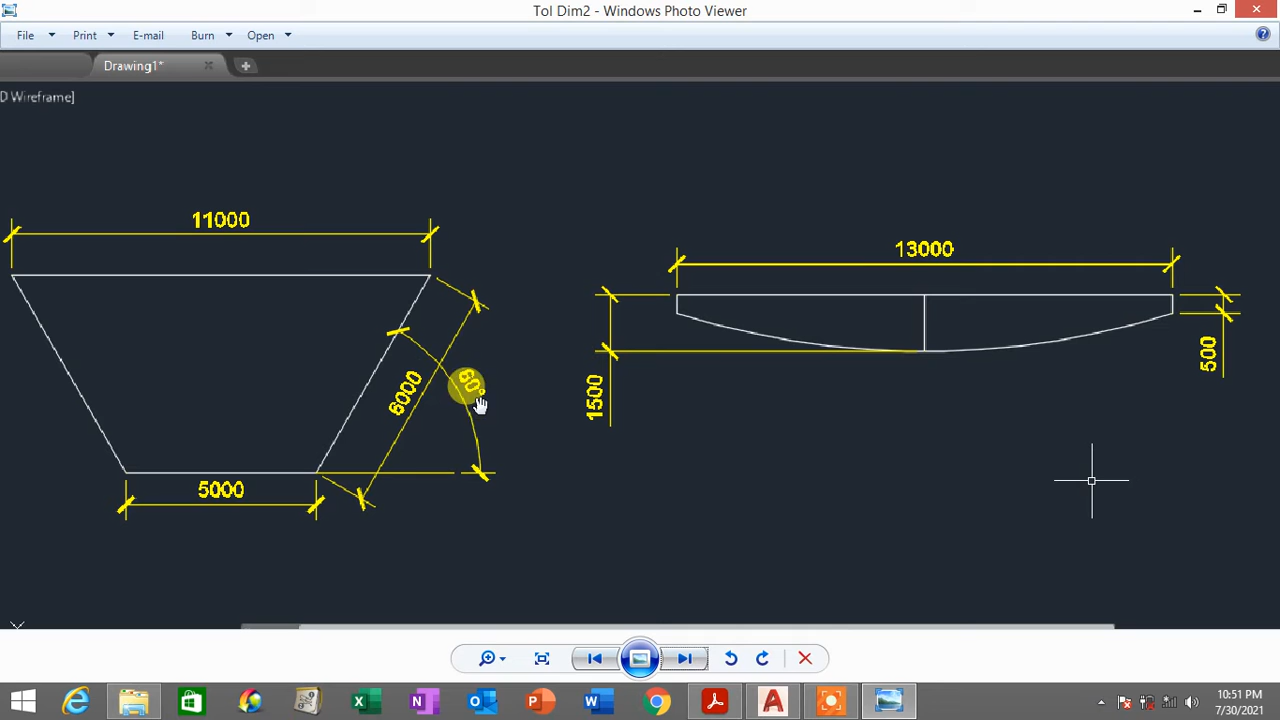 Tol Dim2 - Windows Photo Viewer
File Print E-mail Burn Open
Drawing1*
D Wireframe]
11000
13000
6000
60°
500
1500
5000
10:51 PM
7/30/2021